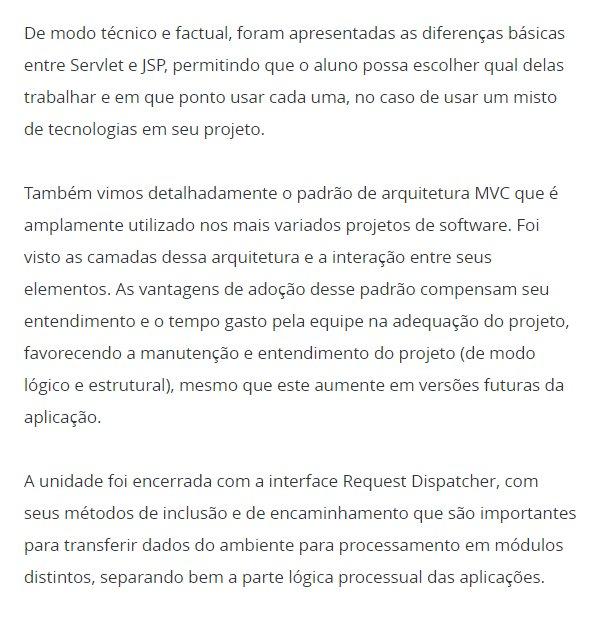 De modo técnico e factual, foram apresentadas as diferenças básicas
entre Servlet e JSP, permitindo que o aluno possa escolher qual delas
trabalhar e em que ponto usar cada uma, no caso de usar um misto
de tecnologias em seu projeto.
Também vimos detalhadamente o padrão de arquitetura MVC que é
amplamente utilizado nos mais variados projetos de software. Foi
visto as camadas dessa arquitetura e a interação entre seus
elementos. As vantagens de adoção desse padrão compensam seu
entendimento e o tempo gasto pela equipe na adequação do projeto,
favorecendo a manutenção e entendimento do projeto (de modo
lógico e estrutural), mesmo que este aumente em versões futuras da
aplicação.
A unidade foi encerrada com a interface Request Dispatcher, com
seus métodos de inclusão e de encaminhamento que são importantes
para transferir dados do ambiente para processamento em módulos
distintos, separando bem a parte lógica processual das aplicações.